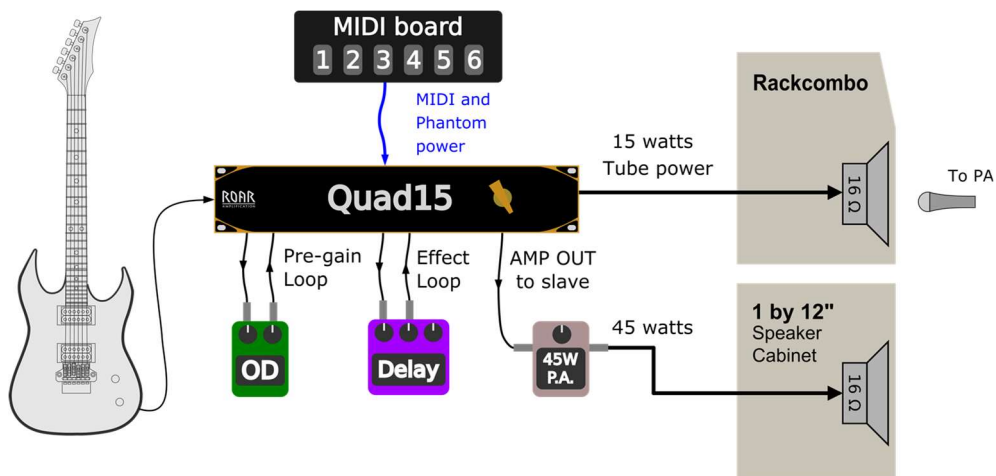 MIDI board
1 2 3 4 5 6
MIDI and
Phantom
power
Rackcombo
15 watts
Tube power
16 Ω
To PA
ROAR
AMPLIFICATION
Quad15
Pre-gain
Loop
Effect
Loop
AMP OUT
to slave
OD
Delay
45W
P.A.
45 watts
1 by 12"
Speaker
Cabinet
16 Ω